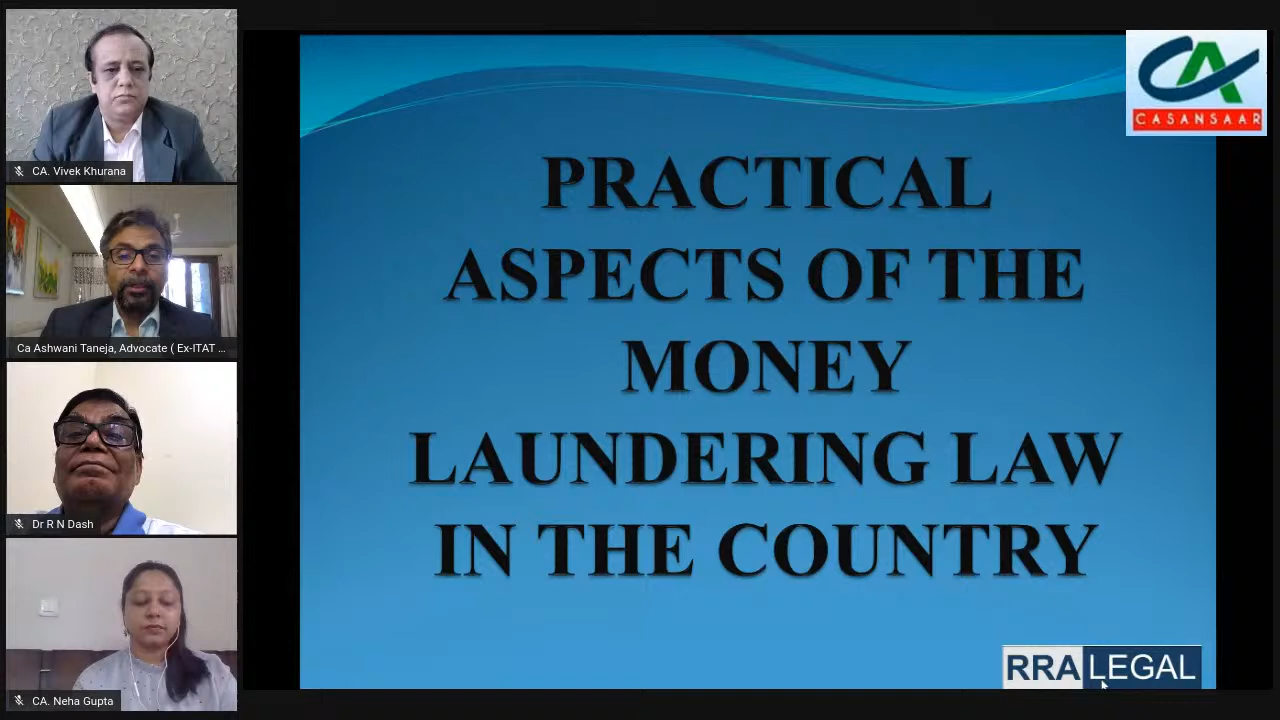 CA. Vivek Khurana
Ca Ashwani Taneja, Advocate ( Ex-ITAT ...
Dr R N Dash
CA. Neha Gupta
PRACTICAL
ASPECTS OF THE
MONEY
LAUNDERING LAW
IN THE COUNTRY
CA
CASANSAAR
RRA LEGAL